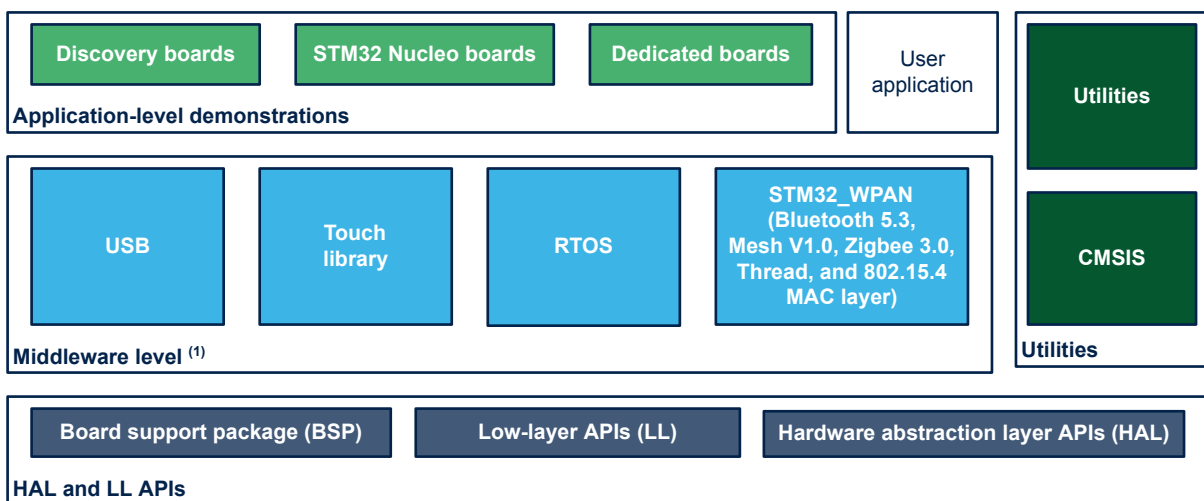 Discovery boards
STM32 Nucleo boards
Dedicated boards
Application-level demonstrations
User
application
Utilities
CMSIS
Utilities
USB
Touch
library
RTOS
STM32_WPAN
(Bluetooth 5.3,
Mesh V1.0, Zigbee 3.0,
Thread, and 802.15.4
MAC layer)
Middleware level (1)
Board support package (BSP)
Low-layer APIs (LL)
Hardware abstraction layer APIs (HAL)
HAL and LL APIs